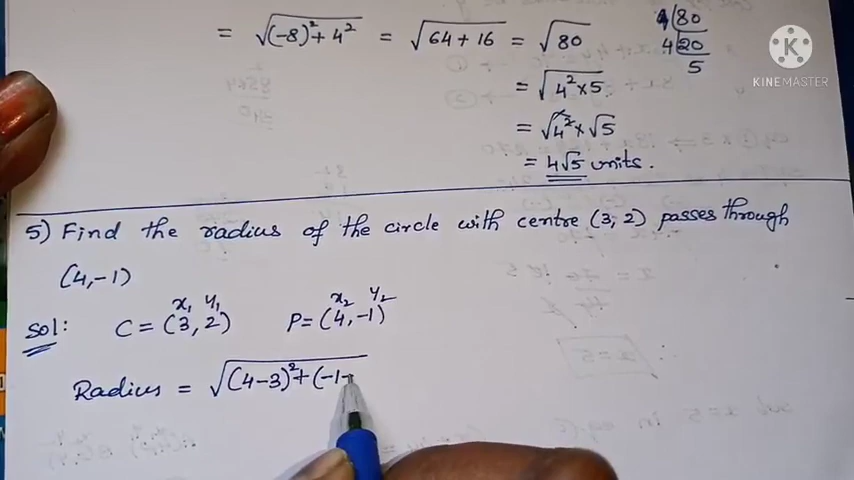 = √(-8)² + 4² = √64 + 16 = √80
4 | 80
4 | 20
5
= √4² × 5
= √4² × √5
= 4√5 units.
KINEMASTER
5) Find the radius of the circle with centre (3, 2) passes through
(4, -1)
x₁ y₁ x₂ y₂
Sol: C = (3, 2) P = (4, -1)
Radius = √(4-3)² + (-1-